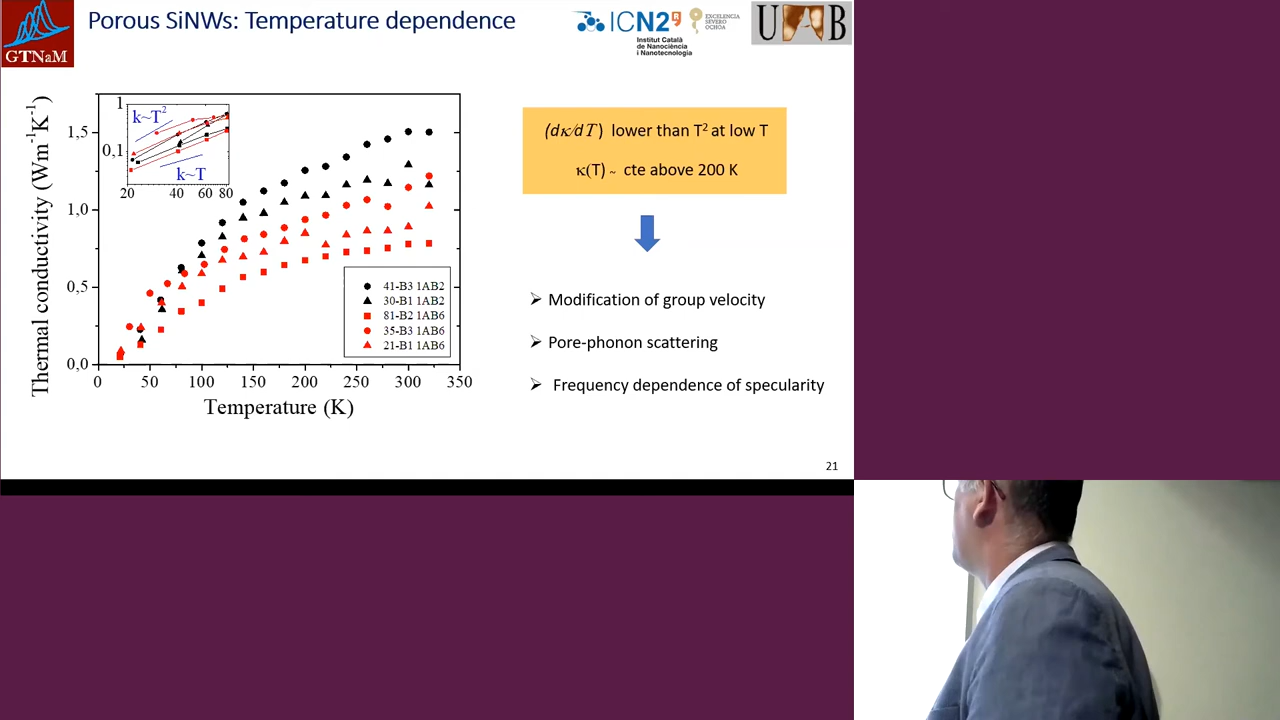 Porous SiNWs: Temperature dependence
GTNaM
ICN2
Institut Català
de Nanociència
i Nanotecnologia
EXCELENCIA
SEVERO
OCHOA
UAB
Thermal conductivity (Wm⁻¹K⁻¹)
1,5
1,0
0,5
0,0
0 50 100 150 200 250 300 350
Temperature (K)
1
0,1
20 40 60 80
k~T²
k~T
41-B3 1AB2
30-B1 1AB2
81-B2 1AB6
35-B3 1AB6
21-B1 1AB6
(dκ/dT) lower than T² at low T
κ(T) ~ cte above 200 K
➢ Modification of group velocity
➢ Pore-phonon scattering
➢ Frequency dependence of specularity
21